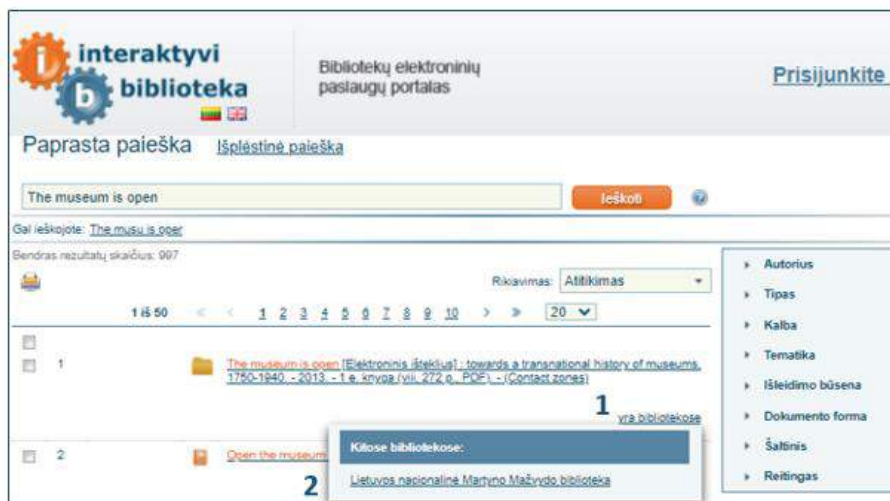 interaktyvi
biblioteka
Bibliotekų elektroninių
paslaugų portalas
Prisijunkite
Paprasta paieška Išplėstinė paieška
The museum is open Ieškoti
Gal ieškojote: The musu is oper
Bendras rezultatų skaičius: 997
Rikiavimas: Atitikimas
1 iš 50 « ‹ 1 2 3 4 5 6 7 8 9 10 › » 20
1 The museum is open [Elektroninis išteklius] : towards a transnational history of museums,
1750-1940. - 2013. - 1 e. knyga (viii, 272 p., PDF). - (Contact zones)
1 yra bibliotekose
2 Open the museum
Kitose bibliotekose:
2 Lietuvos nacionalinė Martyno Mažvydo biblioteka
Autorius
Tipas
Kalba
Tematika
Išleidimo būsena
Dokumento forma
Šaltinis
Reitingas